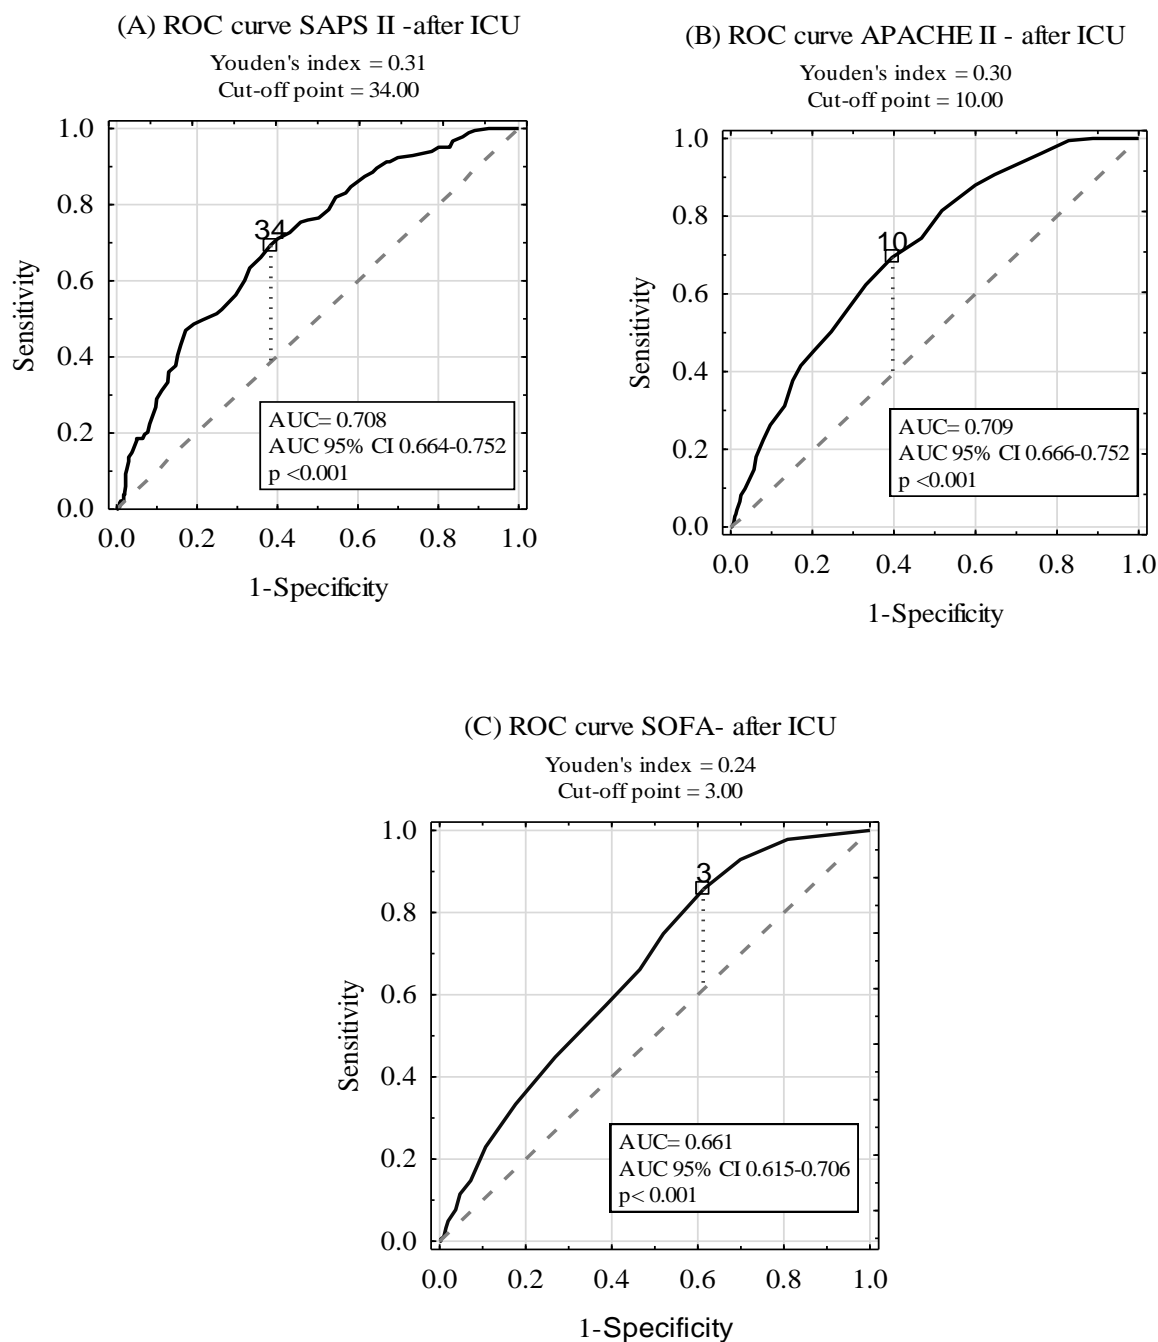 (A) ROC curve SAPS II -after ICU
Youden's index = 0.31
Cut-off point = 34.00
1.0
0.8
34
0.6
Sensitivity
0.4
AUC= 0.708
AUC 95% CI 0.664-0.752
p <0.001
0.2
0.0
0.0 0.2 0.4 0.6 0.8 1.0
1-Specificity
(B) ROC curve APACHE II - after ICU
Youden's index = 0.30
Cut-off point = 10.00
1.0
0.8
10
0.6
Sensitivity
0.4
AUC= 0.709
AUC 95% CI 0.666-0.752
p <0.001
0.2
0.0
0.0 0.2 0.4 0.6 0.8 1.0
1-Specificity
(C) ROC curve SOFA- after ICU
Youden's index = 0.24
Cut-off point = 3.00
1.0
3
0.8
0.6
Sensitivity
0.4
AUC= 0.661
AUC 95% CI 0.615-0.706
p< 0.001
0.2
0.0
0.0 0.2 0.4 0.6 0.8 1.0
1-Specificity